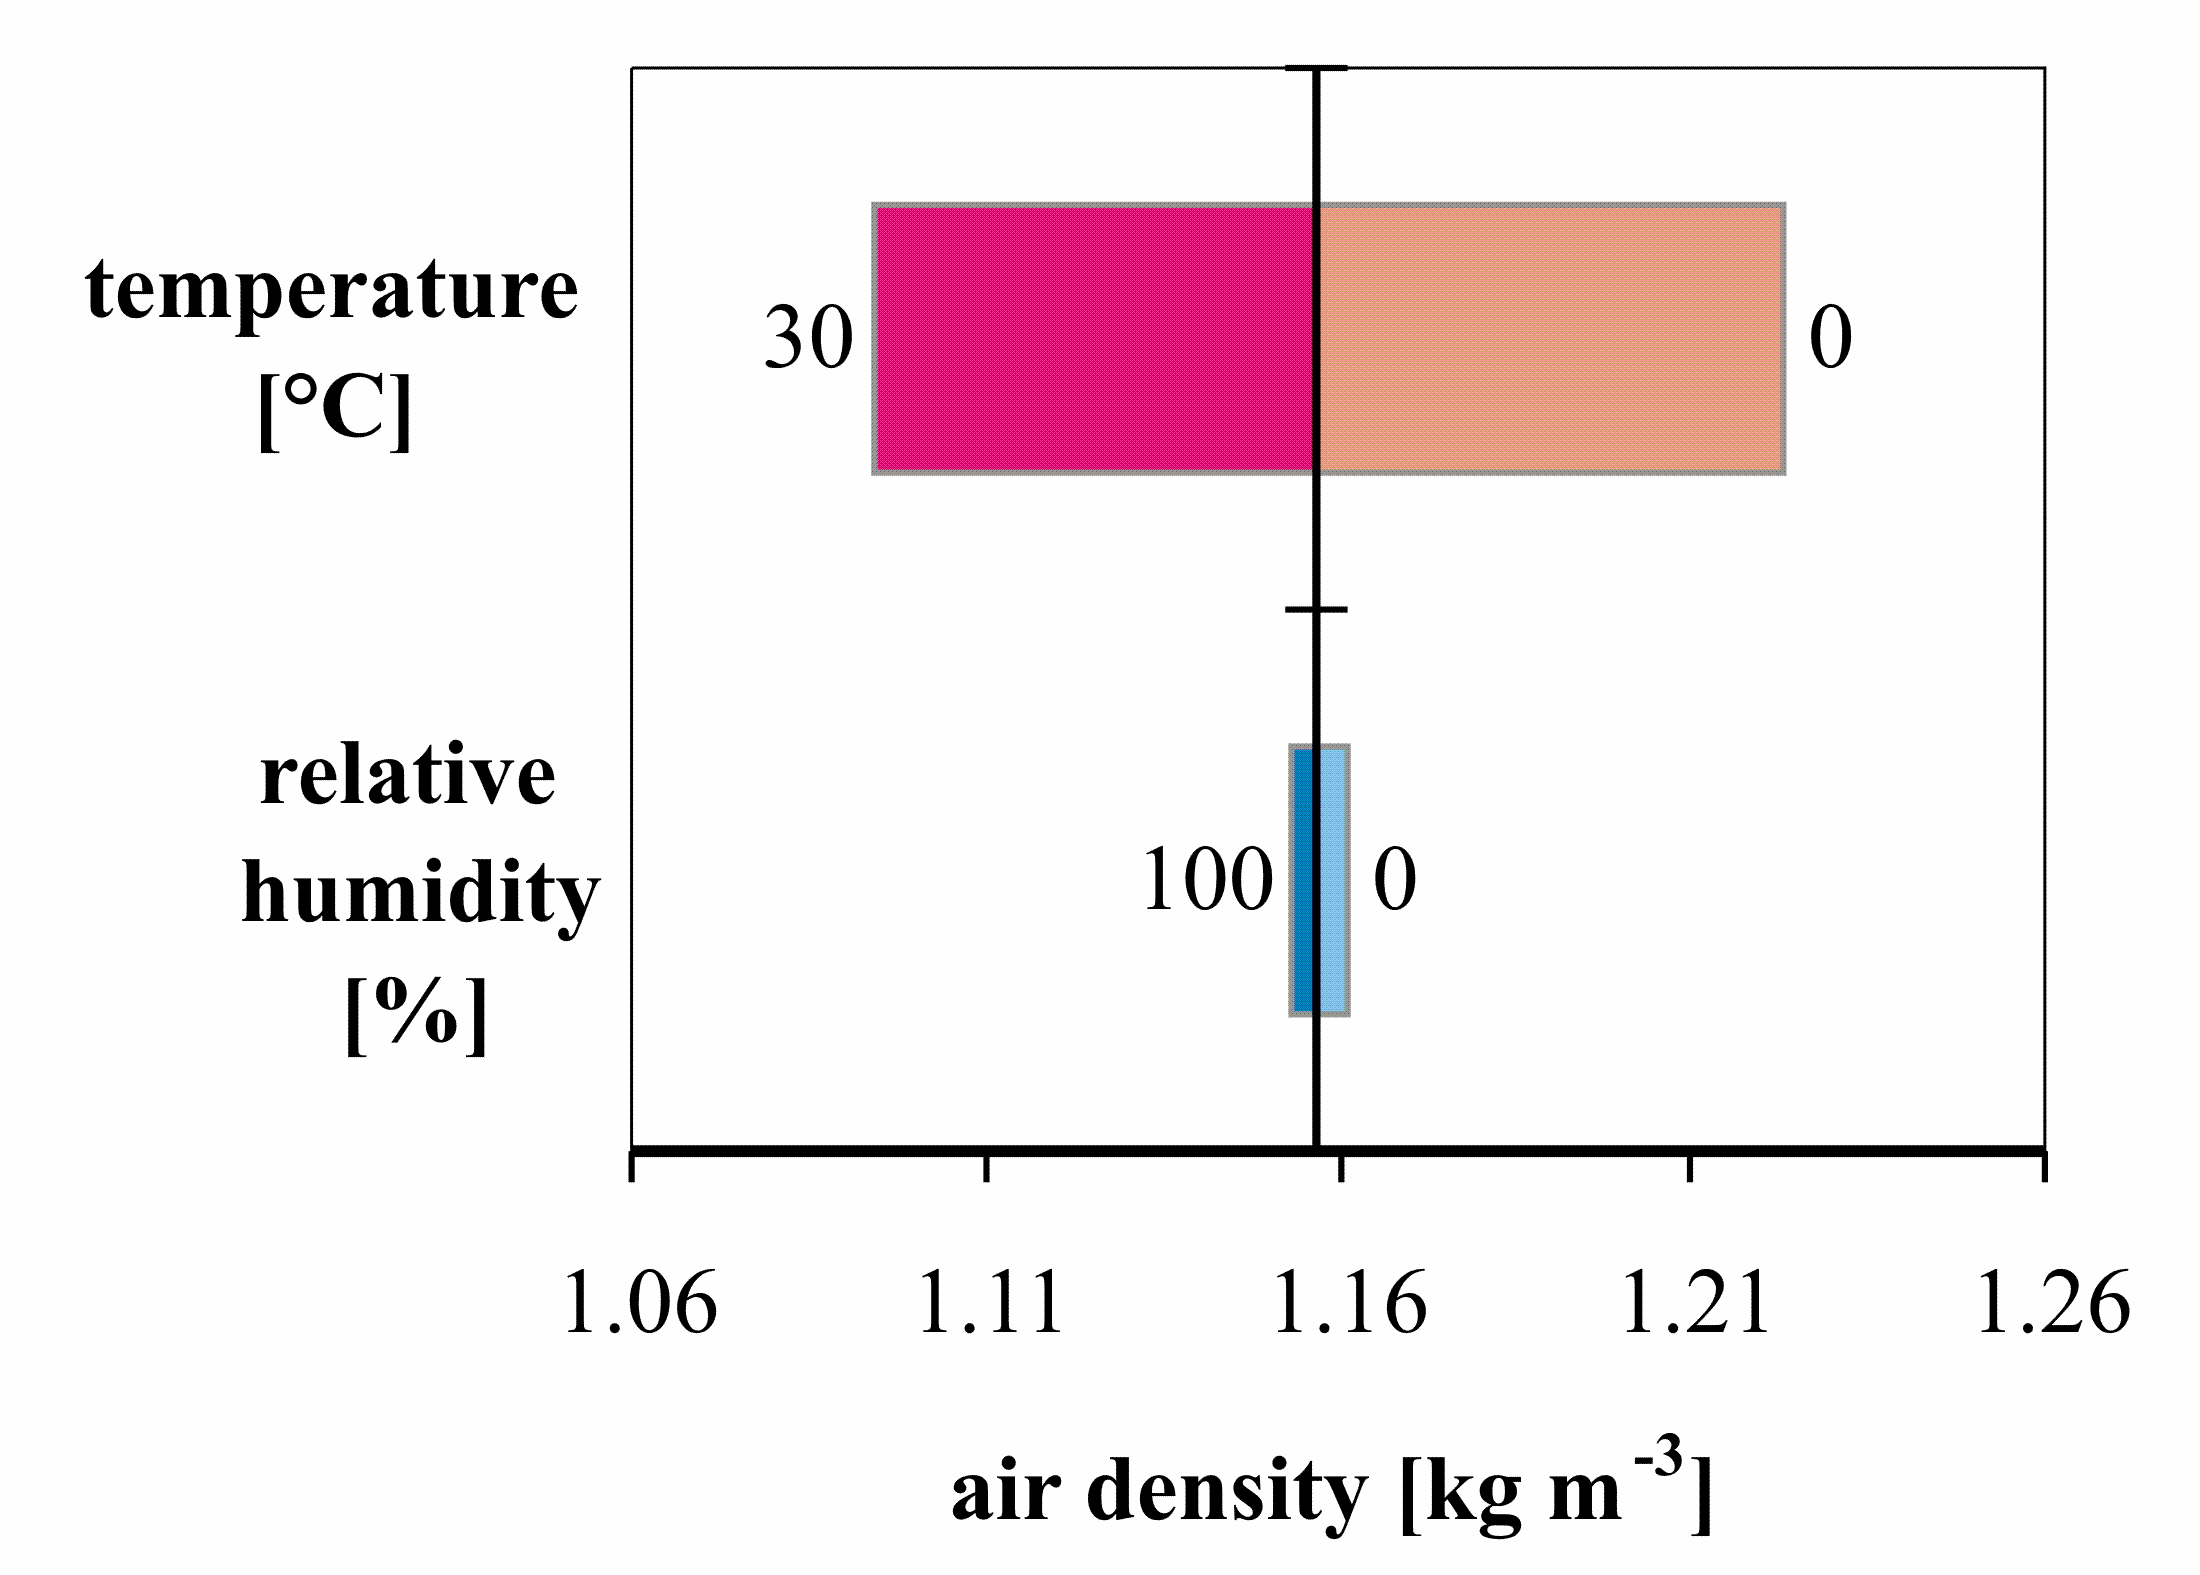 temperature
[°C]
30
0
relative
humidity
[%]
100
0
1.06 1.11 1.16 1.21 1.26
air density [kg m-3]